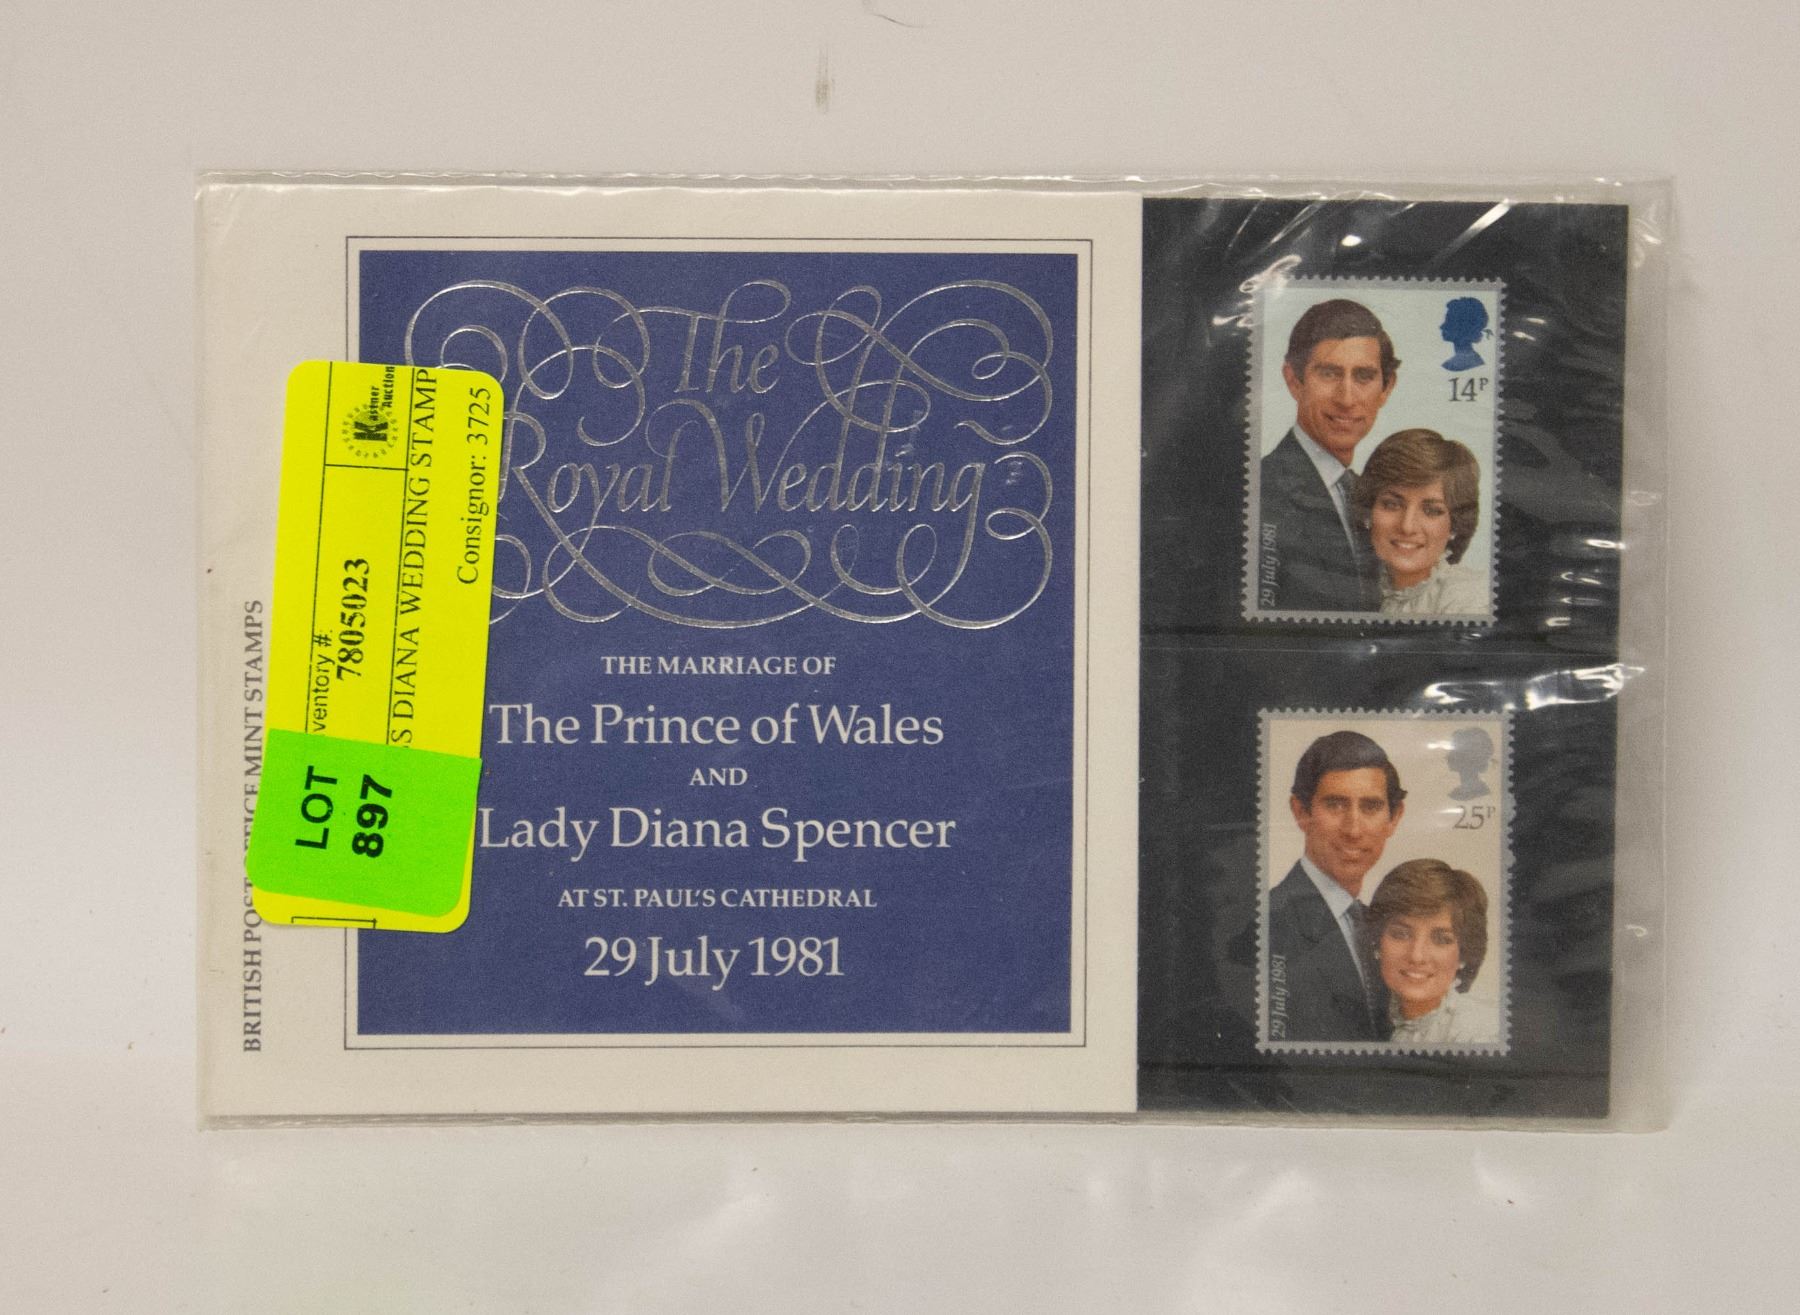 The
Royal Wedding
THE MARRIAGE OF
The Prince of Wales
AND
Lady Diana Spencer
AT ST. PAUL'S CATHEDRAL
29 July 1981
BRITISH POST OFFICE MINT STAMPS
Kastner
Auction
ventory #:
7805023
S DIANA WEDDING STAMP
Consignor: 3725
LOT
897
14P
29 July 1981
25P
29 July 1981